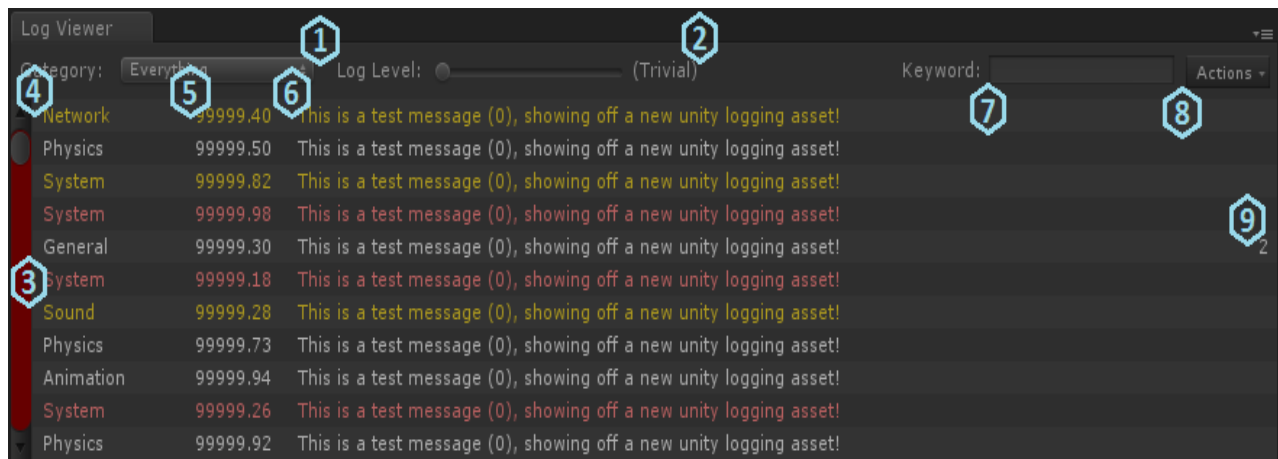 Log Viewer
1 2
Category: Everything Log Level: (Trivial) Keyword: Actions
4 5 6 7 8
Network 99999.40 This is a test message (0), showing off a new unity logging asset!
Physics 99999.50 This is a test message (0), showing off a new unity logging asset!
System 99999.82 This is a test message (0), showing off a new unity logging asset!
System 99999.98 This is a test message (0), showing off a new unity logging asset!
9
General 99999.30 This is a test message (0), showing off a new unity logging asset! 2
3 System 99999.18 This is a test message (0), showing off a new unity logging asset!
Sound 99999.28 This is a test message (0), showing off a new unity logging asset!
Physics 99999.73 This is a test message (0), showing off a new unity logging asset!
Animation 99999.94 This is a test message (0), showing off a new unity logging asset!
System 99999.26 This is a test message (0), showing off a new unity logging asset!
Physics 99999.92 This is a test message (0), showing off a new unity logging asset!